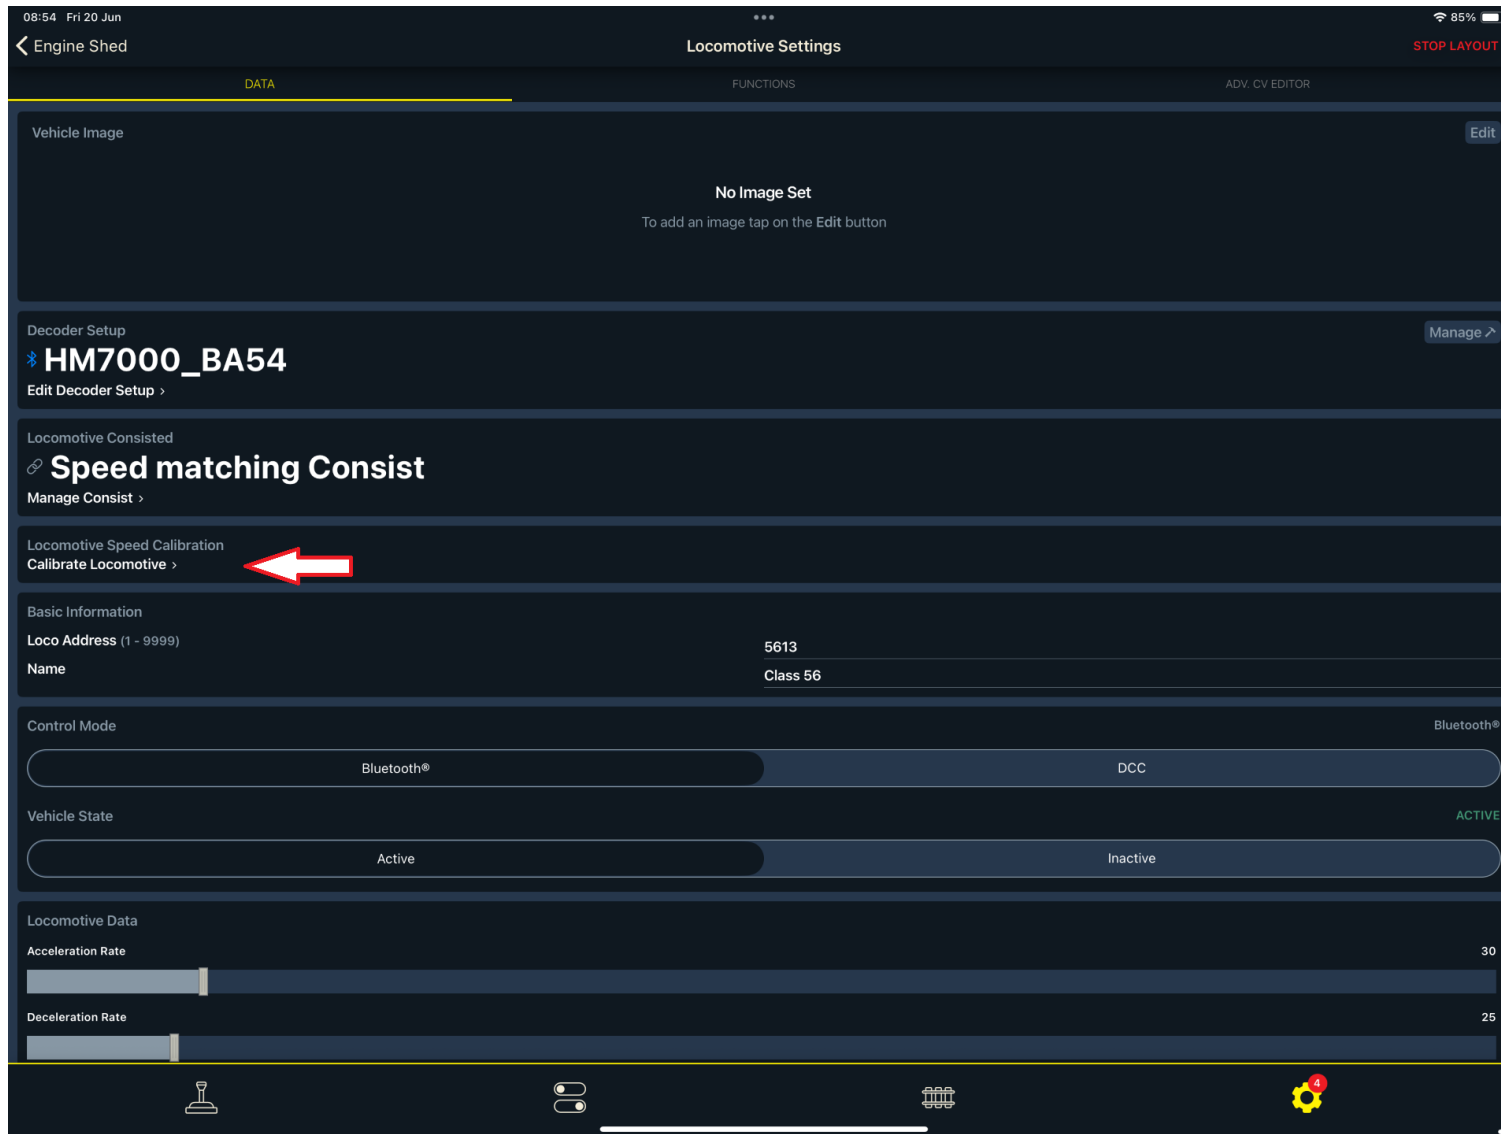 08:54 Fri 20 Jun
85%
Engine Shed
Locomotive Settings
STOP LAYOUT
DATA
FUNCTIONS
ADV. CV EDITOR
Vehicle Image
Edit
No Image Set
To add an image tap on the Edit button
Decoder Setup
Manage
HM7000_BA54
Edit Decoder Setup >
Locomotive Consisted
Speed matching Consist
Manage Consist >
Locomotive Speed Calibration
Calibrate Locomotive >
Basic Information
Loco Address (1 - 9999)
5613
Name
Class 56
Control Mode
Bluetooth®
Bluetooth®
DCC
Vehicle State
ACTIVE
Active
Inactive
Locomotive Data
Acceleration Rate
30
Deceleration Rate
25
4